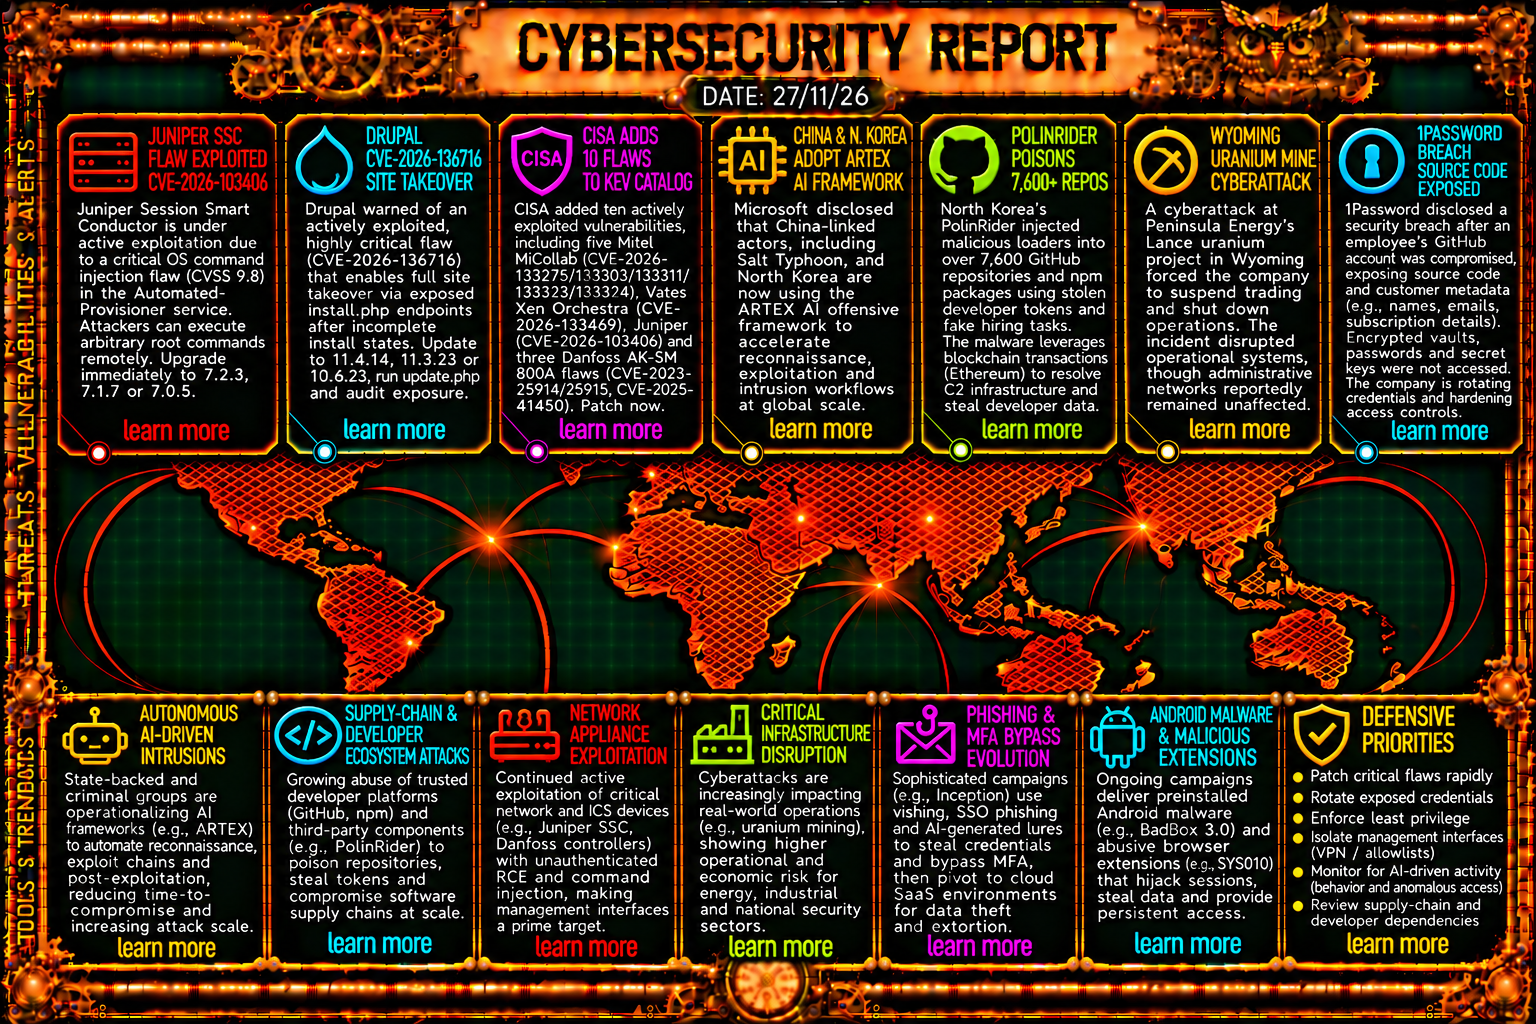 CYBERSECURITY REPORT
DATE: 27/11/26
THREATS VULNERABILITIES & ALERTS
JUNIPER SSC
FLAW EXPLOITED
CVE-2026-103406
Juniper Session Smart
Conductor is under
active exploitation due
to a critical OS command
injection flaw (CVSS 9.8)
in the Automated-
Provisioner service.
Attackers can execute
arbitrary root commands
remotely. Upgrade
immediately to 7.2.3,
7.1.7 or 7.0.5.
learn more
DRUPAL
CVE-2026-136716
SITE TAKEOVER
Drupal warned of an
actively exploited,
highly critical flaw
(CVE-2026-136716)
that enables full site
takeover via exposed
install.php endpoints
after incomplete
install states. Update
to 11.4.14, 11.3.23 or
10.6.23, run update.php
and audit exposure.
learn more
CISA
CISA ADDS
10 FLAWS
TO KEV CATALOG
CISA added ten actively
exploited vulnerabilities,
including five Mitel
MiCollab (CVE-2026-
133275/133303/133311/
133323/133324), Vates
Xen Orchestra (CVE-
2026-133469), Juniper
(CVE-2026-103406) and
three Danfoss AK-SM
800A flaws (CVE-2023-
25914/25915, CVE-2025-
41450). Patch now.
learn more
AI
CHINA & N. KOREA
ADOPT ARTEX
AI FRAMEWORK
Microsoft disclosed
that China-linked
actors, including
Salt Typhoon, and
North Korea are
now using the
ARTEX AI offensive
framework to
accelerate
reconnaissance,
exploitation and
intrusion workflows
at global scale.
learn more
POLINRIDER
POISONS
7,600+ REPOS
North Korea's
PolinRider injected
malicious loaders into
over 7,600 GitHub
repositories and npm
packages using stolen
developer tokens and
fake hiring tasks.
The malware leverages
blockchain transactions
(Ethereum) to resolve
C2 infrastructure and
steal developer data.
learn more
WYOMING
URANIUM MINE
CYBERATTACK
A cyberattack at
Peninsula Energy's
Lance uranium
project in Wyoming
forced the company
to suspend trading
and shut down
operations. The
incident disrupted
operational systems,
though administrative
networks reportedly
remained unaffected.
learn more
1PASSWORD
BREACH
SOURCE CODE
EXPOSED
1Password disclosed a
security breach after an
employee's GitHub
account was compromised,
exposing source code
and customer metadata
(e.g., names, emails,
subscription details).
Encrypted vaults,
passwords and secret
keys were not accessed.
The company is rotating
credentials and hardening
access controls.
learn more
TOOLS & TRENDS
AUTONOMOUS
AI-DRIVEN
INTRUSIONS
State-backed and
criminal groups are
operationalizing AI
frameworks (e.g., ARTEX)
to automate reconnaissance,
exploit chains and
post-exploitation,
reducing time-to-
compromise and
increasing attack scale.
learn more
</>
SUPPLY-CHAIN &
DEVELOPER
ECOSYSTEM ATTACKS
Growing abuse of trusted
developer platforms
(GitHub, npm) and
third-party components
(e.g., PolinRider) to
poison repositories,
steal tokens and
compromise software
supply chains at scale.
learn more
NETWORK
APPLIANCE
EXPLOITATION
Continued active
exploitation of critical
network and ICS devices
(e.g., Juniper SSC,
Danfoss controllers)
with unauthenticated
RCE and command
injection, making
management interfaces
a prime target.
learn more
CRITICAL
INFRASTRUCTURE
DISRUPTION
Cyberattacks are
increasingly impacting
real-world operations
(e.g., uranium mining),
showing higher
operational and
economic risk for
energy, industrial
and national security
sectors.
learn more
PHISHING &
MFA BYPASS
EVOLUTION
Sophisticated campaigns
(e.g., Inception) use
vishing, SSO phishing
and AI-generated lures
to steal credentials
and bypass MFA,
then pivot to cloud
SaaS environments
for data theft
and extortion.
learn more
ANDROID MALWARE
& MALICIOUS
EXTENSIONS
Ongoing campaigns
deliver preinstalled
Android malware
(e.g., BadBox 3.0) and
abusive browser
extensions (e.g., SYS010)
that hijack sessions,
steal data and provide
persistent access.
learn more
DEFENSIVE
PRIORITIES
Patch critical flaws rapidly
Rotate exposed credentials
Enforce least privilege
Isolate management interfaces
(VPN / allowlists)
Monitor for AI-driven activity
(behavior and anomalous access)
Review supply-chain and
developer dependencies
learn more